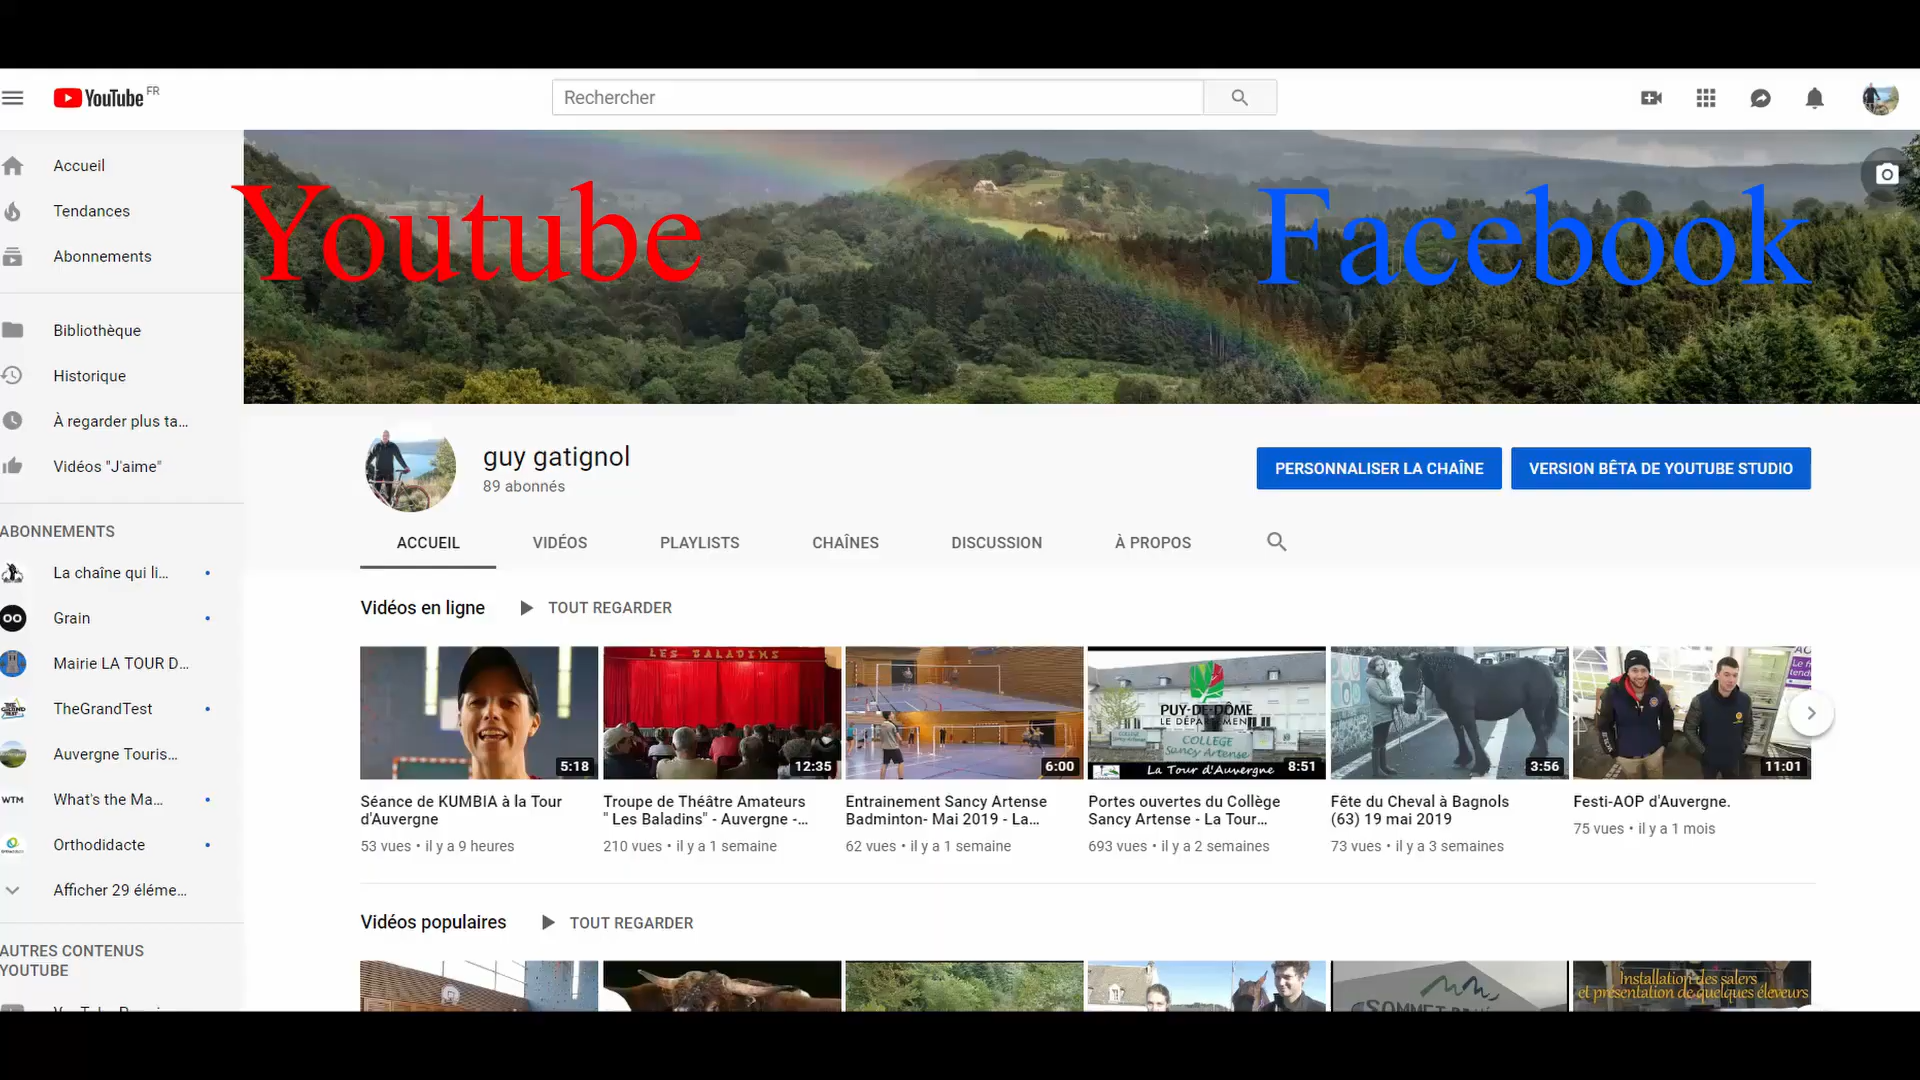 YouTube FR
Rechercher
Accueil
Tendances
Abonnements
Bibliothèque
Historique
À regarder plus ta...
Vidéos "J'aime"
ABONNEMENTS
La chaîne qui li...
Grain
Mairie LA TOUR D...
TheGrandTest
Auvergne Touris...
WTM
What's the Ma...
Orthodidacte
Afficher 29 éléme...
AUTRES CONTENUS
YOUTUBE
Youtube
Facebook
guy gatignol
89 abonnés
PERSONNALISER LA CHAÎNE
VERSION BÊTA DE YOUTUBE STUDIO
ACCUEIL
VIDÉOS
PLAYLISTS
CHAÎNES
DISCUSSION
À PROPOS
Vidéos en ligne
TOUT REGARDER
5:18
Séance de KUMBIA à la Tour
d'Auvergne
53 vues • il y a 9 heures
LES BALADINS
12:35
Troupe de Théâtre Amateurs
" Les Baladins" - Auvergne -...
210 vues • il y a 1 semaine
6:00
Entrainement Sancy Artense
Badminton- Mai 2019 - La...
62 vues • il y a 1 semaine
PUY-DE-DÔME
LE DÉPARTEMENT
COLLEGE
Sancy Artense
La Tour d'Auvergne
8:51
Portes ouvertes du Collège
Sancy Artense - La Tour...
693 vues • il y a 2 semaines
3:56
Fête du Cheval à Bagnols
(63) 19 mai 2019
73 vues • il y a 3 semaines
11:01
Festi-AOP d'Auvergne.
75 vues • il y a 1 mois
Vidéos populaires
TOUT REGARDER
Installation des salers
et présentation de quelques éleveurs